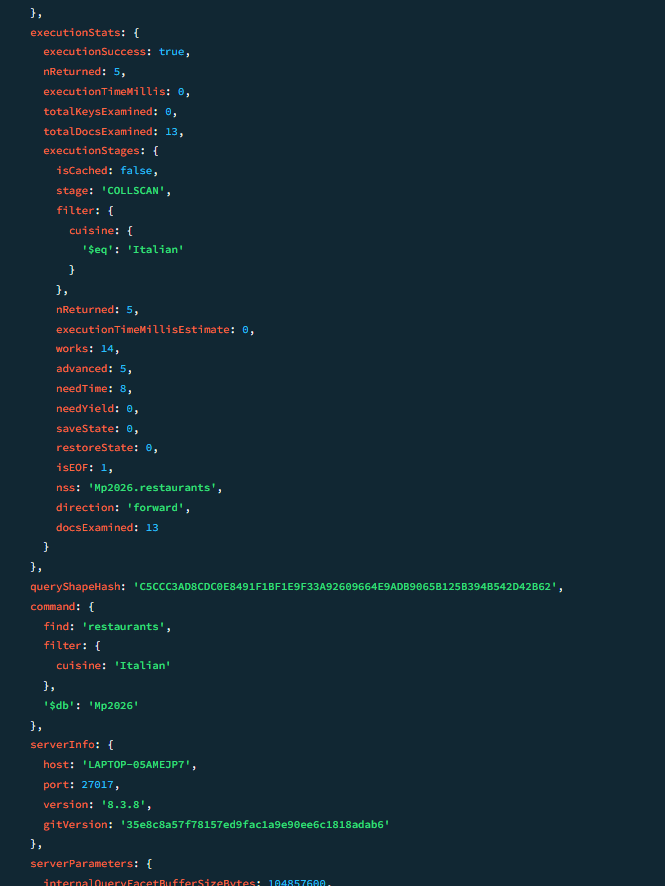 },
executionStats: {
executionSuccess: true,
nReturned: 5,
executionTimeMillis: 0,
totalKeysExamined: 0,
totalDocsExamined: 13,
executionStages: {
isCached: false,
stage: 'COLLSCAN',
filter: {
cuisine: {
'$eq': 'Italian'
}
},
nReturned: 5,
executionTimeMillisEstimate: 0,
works: 14,
advanced: 5,
needTime: 8,
needYield: 0,
saveState: 0,
restoreState: 0,
isEOF: 1,
nss: 'Mp2026.restaurants',
direction: 'forward',
docsExamined: 13
}
},
queryShapeHash: 'C5CCC3AD8CDC0E8491F1BF1E9F33A92609664E9ADB9065B125B394B542D42B62',
command: {
find: 'restaurants',
filter: {
cuisine: 'Italian'
},
'$db': 'Mp2026'
},
serverInfo: {
host: 'LAPTOP-05AMEJP7',
port: 27017,
version: '8.3.8',
gitVersion: '35e8c8a57f78157ed9fac1a9e90ee6c1818adab6'
},
serverParameters: {
internalQueryFacetBufferSizeBytes: 104857600,